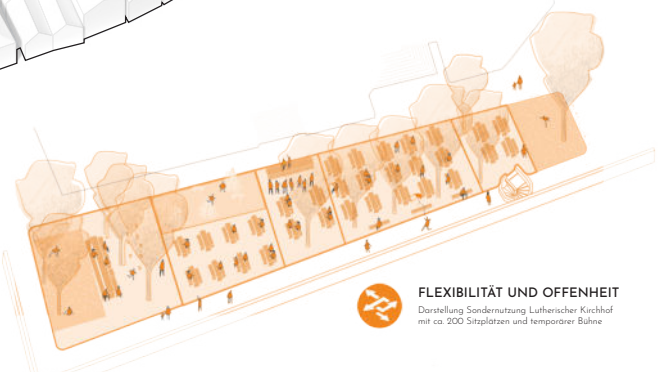 FLEXIBILITÄT UND OFFENHEIT
Darstellung Sondernutzung Lutherischer Kirchhof
mit ca. 200 Sitzplätzen und temporärer Bühne